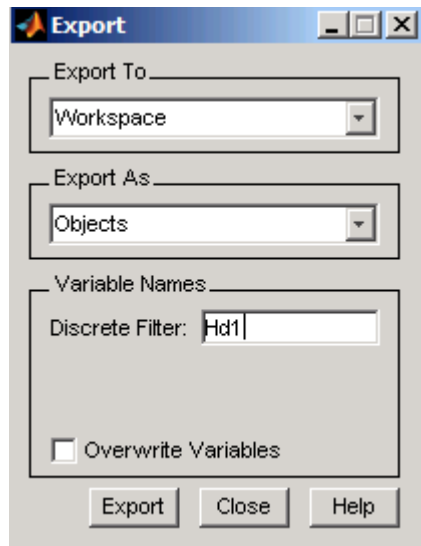 Export
Export To
Workspace
Export As
Objects
Variable Names
Discrete Filter: Hd1
Overwrite Variables
Export Close Help